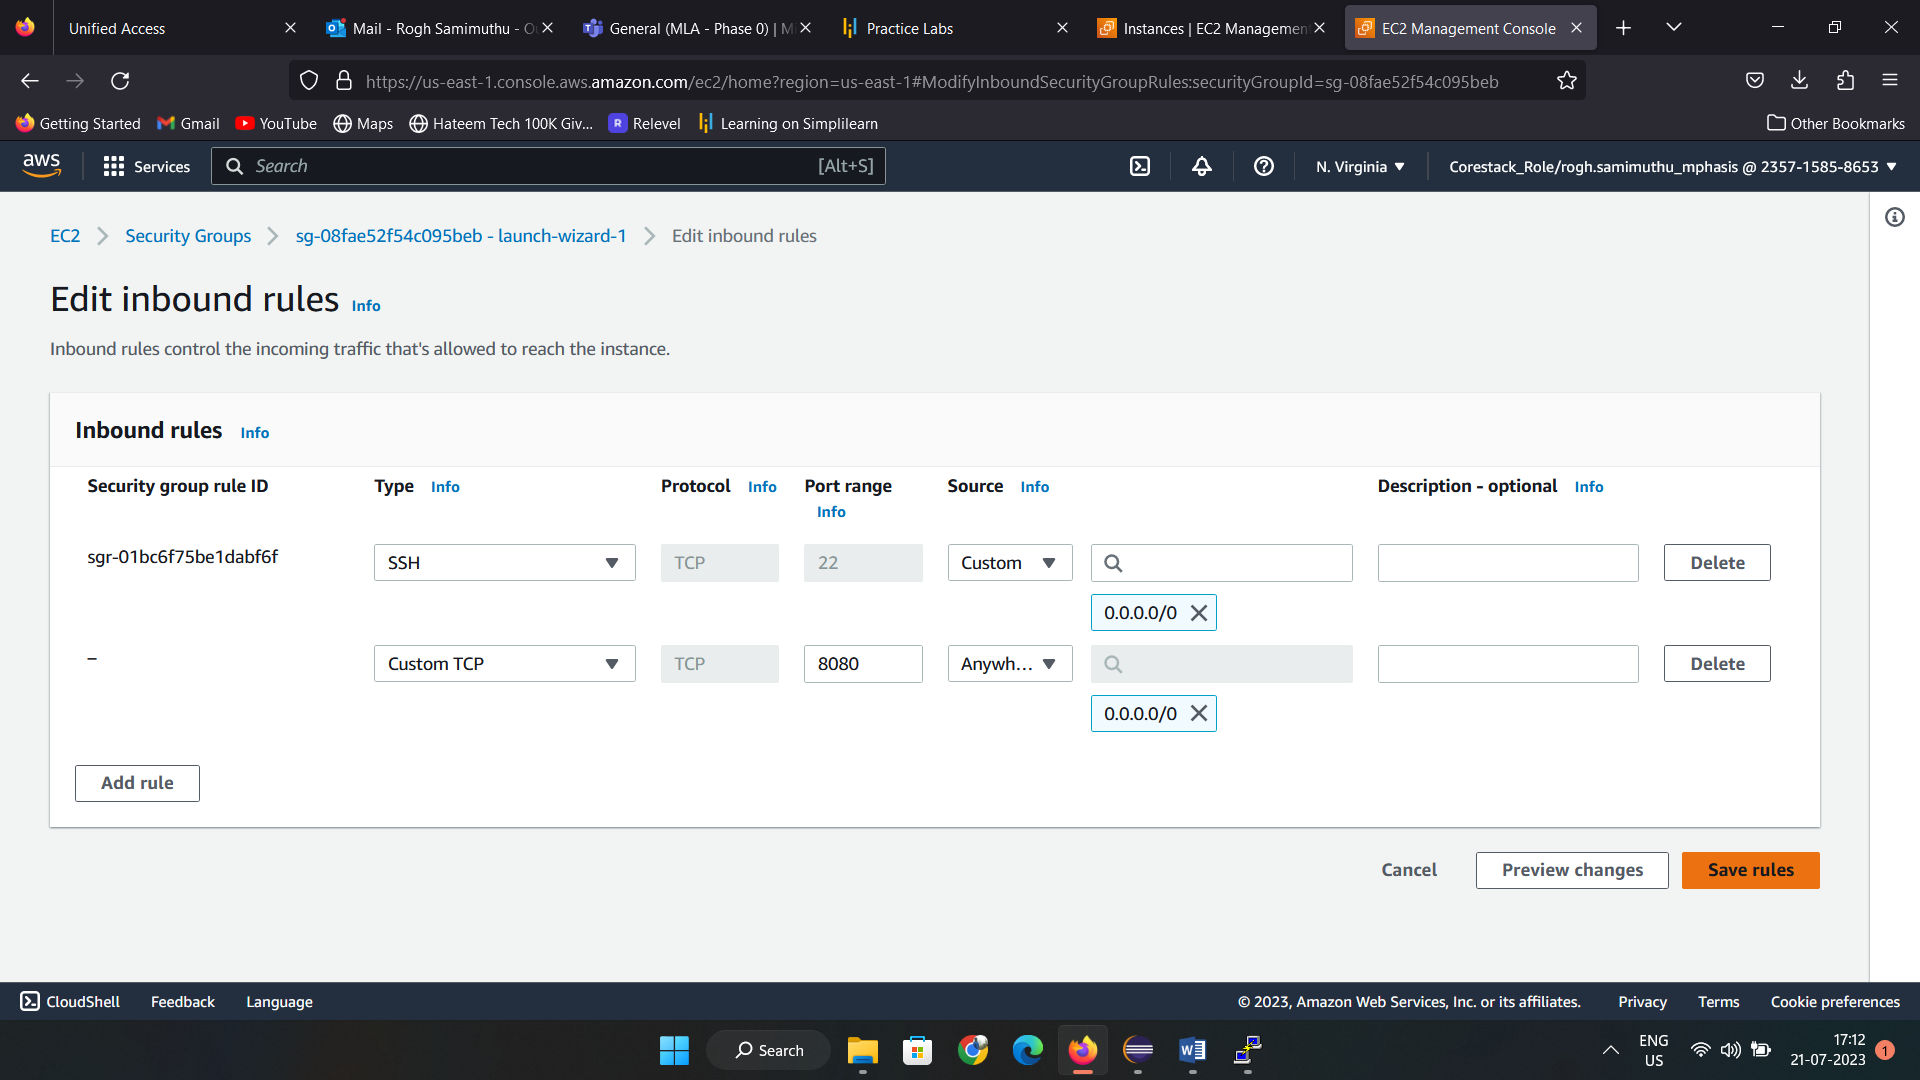 Unified Access
Mail - Rogh Samimuthu - O
General (MLA - Phase 0) | Mi
Practice Labs
Instances | EC2 Managemen
EC2 Management Console
https://us-east-1.console.aws.amazon.com/ec2/home?region=us-east-1#ModifyInboundSecurityGroupRules:securityGroupId=sg-08fae52f54c095beb
Getting Started
Gmail
YouTube
Maps
Hateem Tech 100K Giv...
R Relevel
Learning on Simplilearn
Other Bookmarks
aws
Services
Search
[Alt+S]
N. Virginia
Corestack_Role/rogh.samimuthu_mphasis @ 2357-1585-8653
EC2
Security Groups
sg-08fae52f54c095beb - launch-wizard-1
Edit inbound rules
Edit inbound rules Info
Inbound rules control the incoming traffic that's allowed to reach the instance.
Inbound rules Info
Security group rule ID
Type Info
Protocol Info
Port range
Info
Source Info
Description - optional Info
sgr-01bc6f75be1dabf6f
SSH
TCP
22
Custom
Delete
0.0.0.0/0
–
Custom TCP
TCP
8080
Anywh...
Delete
0.0.0.0/0
Add rule
Cancel
Preview changes
Save rules
CloudShell
Feedback
Language
© 2023, Amazon Web Services, Inc. or its affiliates.
Privacy
Terms
Cookie preferences
Search
ENG
US
17:12
21-07-2023
1